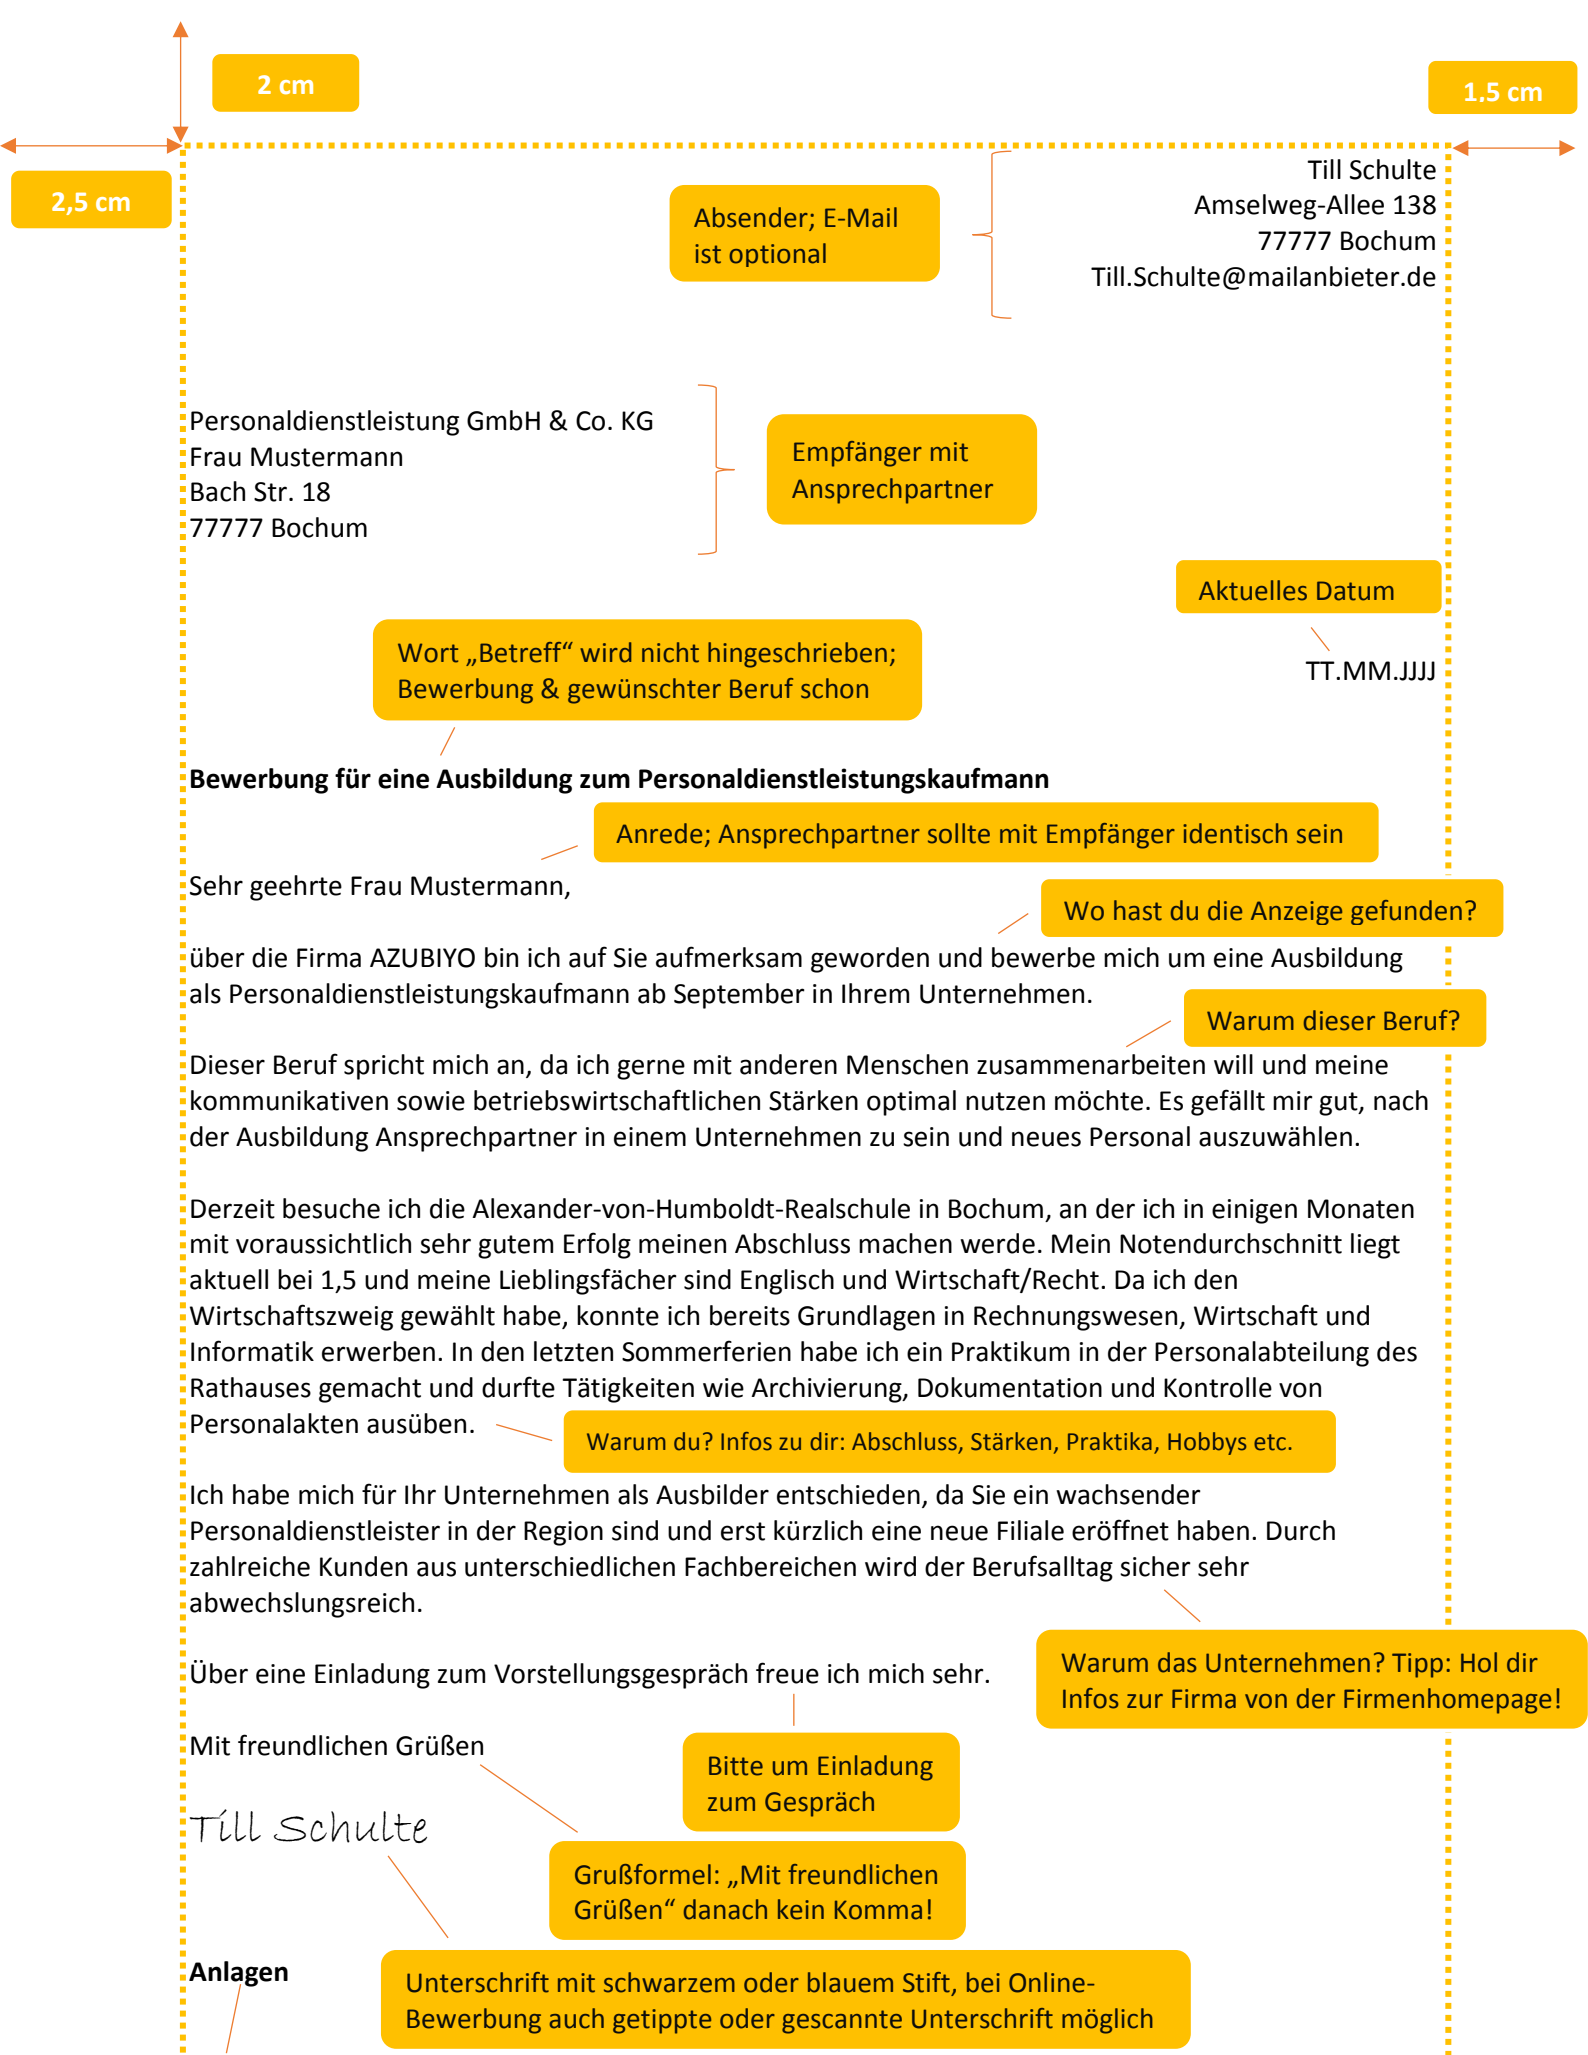 2 cm
1,5 cm
2,5 cm
Absender; E-Mail
ist optional
Till Schulte
Amselweg-Allee 138
77777 Bochum
Till.Schulte@mailanbieter.de
Personaldienstleistung GmbH & Co. KG
Frau Mustermann
Bach Str. 18
77777 Bochum
Empfänger mit
Ansprechpartner
Aktuelles Datum
TT.MM.JJJJ
Wort „Betreff“ wird nicht hingeschrieben;
Bewerbung & gewünschter Beruf schon
Bewerbung für eine Ausbildung zum Personaldienstleistungskaufmann
Anrede; Ansprechpartner sollte mit Empfänger identisch sein
Sehr geehrte Frau Mustermann,
Wo hast du die Anzeige gefunden?
über die Firma AZUBIYO bin ich auf Sie aufmerksam geworden und bewerbe mich um eine Ausbildung
als Personaldienstleistungskaufmann ab September in Ihrem Unternehmen.
Warum dieser Beruf?
Dieser Beruf spricht mich an, da ich gerne mit anderen Menschen zusammenarbeiten will und meine
kommunikativen sowie betriebswirtschaftlichen Stärken optimal nutzen möchte. Es gefällt mir gut, nach
der Ausbildung Ansprechpartner in einem Unternehmen zu sein und neues Personal auszuwählen.
Derzeit besuche ich die Alexander-von-Humboldt-Realschule in Bochum, an der ich in einigen Monaten
mit voraussichtlich sehr gutem Erfolg meinen Abschluss machen werde. Mein Notendurchschnitt liegt
aktuell bei 1,5 und meine Lieblingsfächer sind Englisch und Wirtschaft/Recht. Da ich den
Wirtschaftszweig gewählt habe, konnte ich bereits Grundlagen in Rechnungswesen, Wirtschaft und
Informatik erwerben. In den letzten Sommerferien habe ich ein Praktikum in der Personalabteilung des
Rathauses gemacht und durfte Tätigkeiten wie Archivierung, Dokumentation und Kontrolle von
Personalakten ausüben.
Warum du? Infos zu dir: Abschluss, Stärken, Praktika, Hobbys etc.
Ich habe mich für Ihr Unternehmen als Ausbilder entschieden, da Sie ein wachsender
Personaldienstleister in der Region sind und erst kürzlich eine neue Filiale eröffnet haben. Durch
zahlreiche Kunden aus unterschiedlichen Fachbereichen wird der Berufsalltag sicher sehr
abwechslungsreich.
Warum das Unternehmen? Tipp: Hol dir
Infos zur Firma von der Firmenhomepage!
Über eine Einladung zum Vorstellungsgespräch freue ich mich sehr.
Bitte um Einladung
zum Gespräch
Mit freundlichen Grüßen
Till Schulte
Grußformel: „Mit freundlichen
Grüßen“ danach kein Komma!
Anlagen
Unterschrift mit schwarzem oder blauem Stift, bei Online-
Bewerbung auch getippte oder gescannte Unterschrift möglich